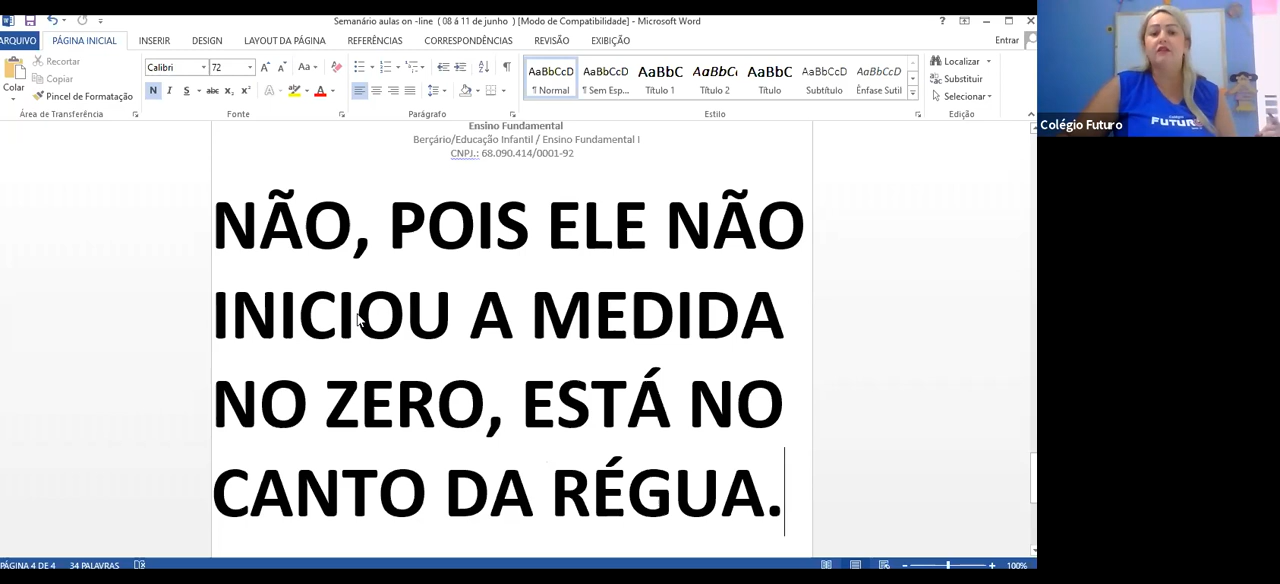 Semanário aulas on -line ( 08 á 11 de junho ) [Modo de Compatibilidade] - Microsoft Word
ARQUIVO PÁGINA INICIAL INSERIR DESIGN LAYOUT DA PÁGINA REFERÊNCIAS CORRESPONDÊNCIAS REVISÃO EXIBIÇÃO Entrar
Colar
Recortar
Copiar
Pincel de Formatação
Área de Transferência
Calibri 72
Fonte
Parágrafo
AaBbCcD AaBbCcD AaBbC AaBbC AaBbC AaBbCcD AaBbCcD
¶ Normal ¶ Sem Esp... Título 1 Título 2 Título Subtítulo Ênfase Sutil
Estilo
Localizar
Substituir
Selecionar
Edição
Colégio Futuro
FUTUR
Ensino Fundamental
Berçário/Educação Infantil / Ensino Fundamental I
CNPJ.: 68.090.414/0001-92
NÃO, POIS ELE NÃO
INICIOU A MEDIDA
NO ZERO, ESTÁ NO
CANTO DA RÉGUA.
PÁGINA 4 DE 4 34 PALAVRAS 100%